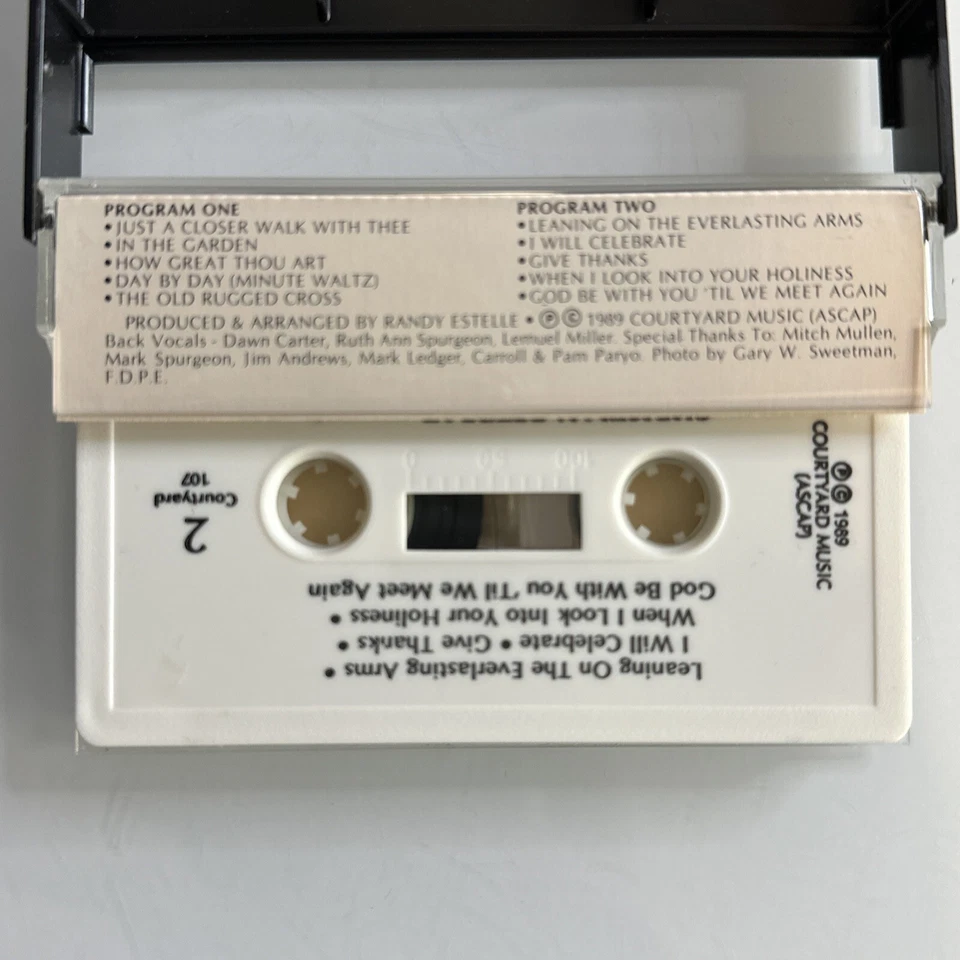 PROGRAM ONE
• JUST A CLOSER WALK WITH THEE
• IN THE GARDEN
• HOW GREAT THOU ART
• DAY BY DAY (MINUTE WALTZ)
• THE OLD RUGGED CROSS
PROGRAM TWO
• LEANING ON THE EVERLASTING ARMS
• I WILL CELEBRATE
• GIVE THANKS
• WHEN I LOOK INTO YOUR HOLINESS
• GOD BE WITH YOU 'TIL WE MEET AGAIN
PRODUCED & ARRANGED BY RANDY ESTELLE • Ⓟ © 1989 COURTYARD MUSIC (ASCAP)
Back Vocals - Dawn Carter, Ruth Ann Spurgeon, Lemuel Miller. Special Thanks To: Mitch Mullen,
Mark Spurgeon, Jim Andrews, Mark Ledger, Carroll & Pam Paryo. Photo by Gary W. Sweetman,
F.D.P.E.
Leaning On The Everlasting Arms •
I Will Celebrate • Give Thanks •
When I Look Into Your Holiness •
God Be With You 'Til We Meet Again
2
Courtyard
107
100 50 0
Ⓟ © 1989
COURTYARD MUSIC
(ASCAP)